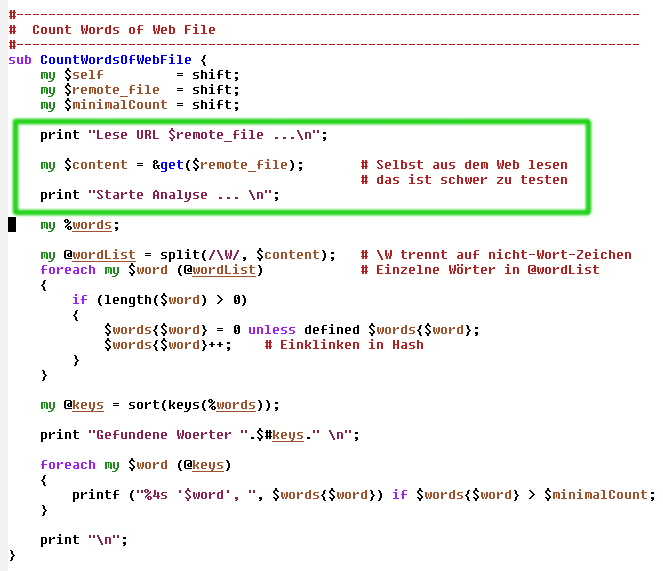 #------------------------------------------------------------------------------
#  Count Words of Web File
#------------------------------------------------------------------------------
sub CountWordsOfWebFile {
    my $self         = shift;
    my $remote_file  = shift;
    my $minimalCount = shift;
    print "Lese URL $remote_file ...\n";
    my $content = &get($remote_file);       # Selbst aus dem Web lesen
                                            # das ist schwer zu testen
    print "Starte Analyse ... \n";
    my %words;
    my @wordList = split(/\W/, $content);   # \W trennt auf nicht-Wort-Zeichen
    foreach my $word (@wordList)            # Einzelne Wörter in @wordList
    {
        if (length($word) > 0)
        {
            $words{$word} = 0 unless defined $words{$word};
            $words{$word}++;    # Einklinken in Hash
        }
    }
    my @keys = sort(keys(%words));
    print "Gefundene Woerter ".$#keys." \n";
    foreach my $word (@keys)
    {
        printf ("%4s '$word', ", $words{$word}) if $words{$word} > $minimalCount;
    }
    print "\n";
}